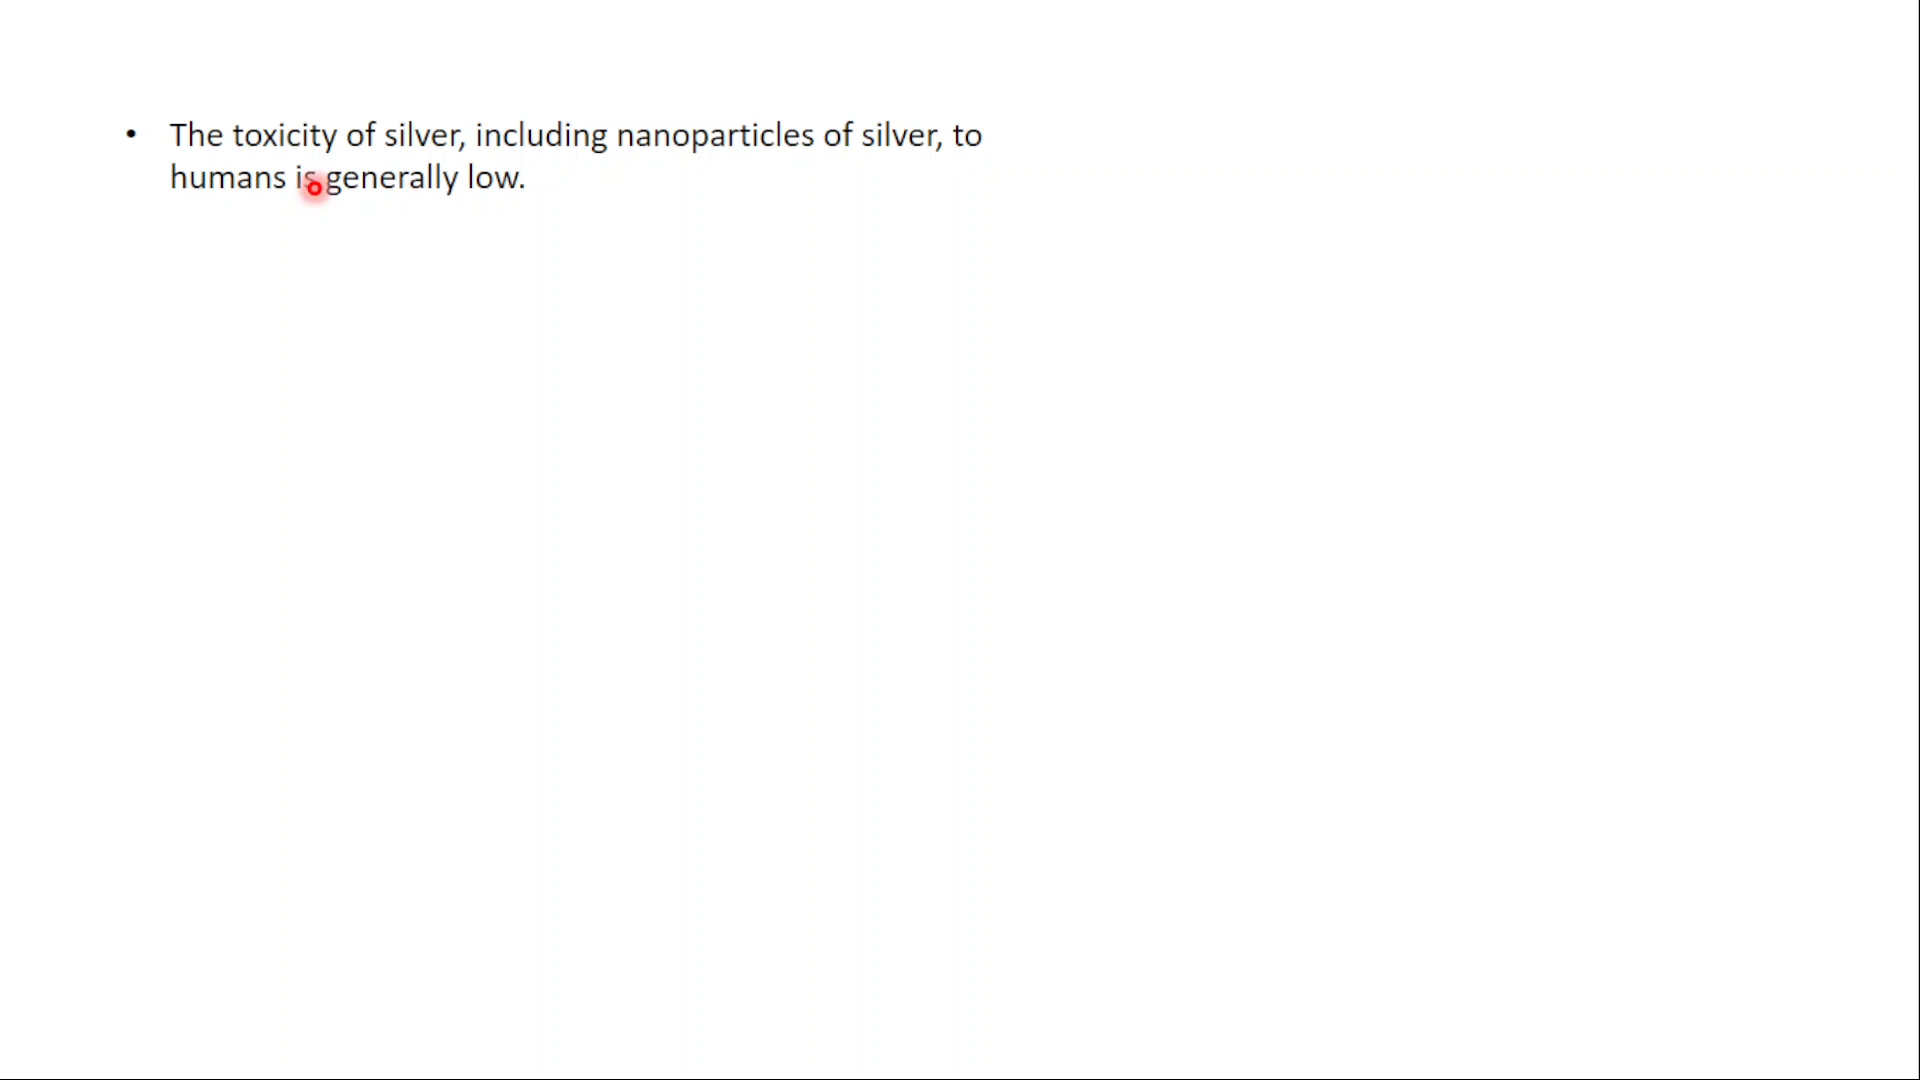 • The toxicity of silver, including nanoparticles of silver, to
humans is generally low.